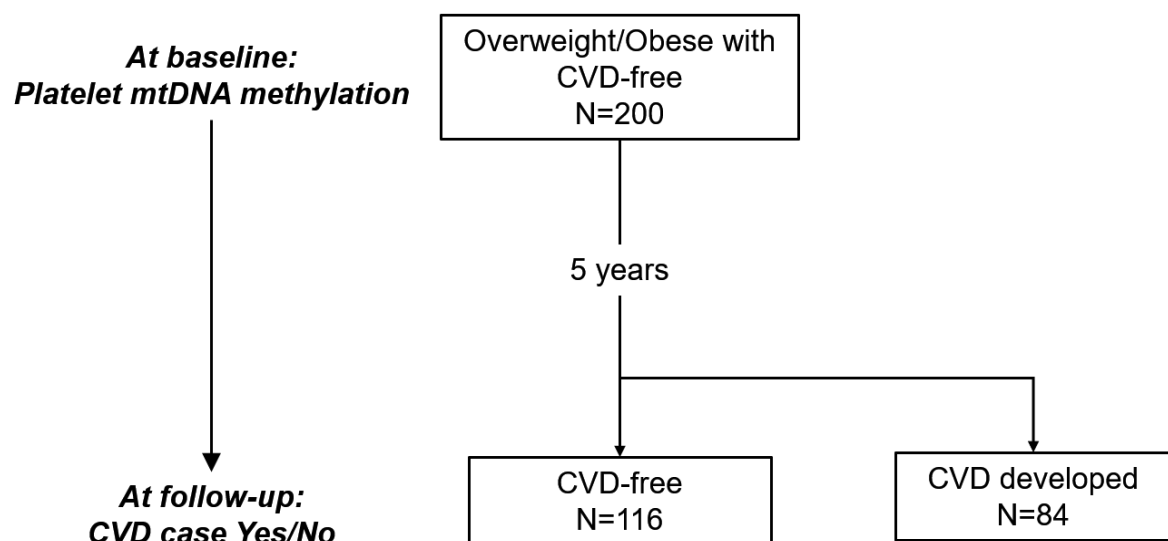 At baseline:
Platelet mtDNA methylation
Overweight/Obese with
CVD-free
N=200
5 years
At follow-up:
CVD case Yes/No
CVD-free
N=116
CVD developed
N=84